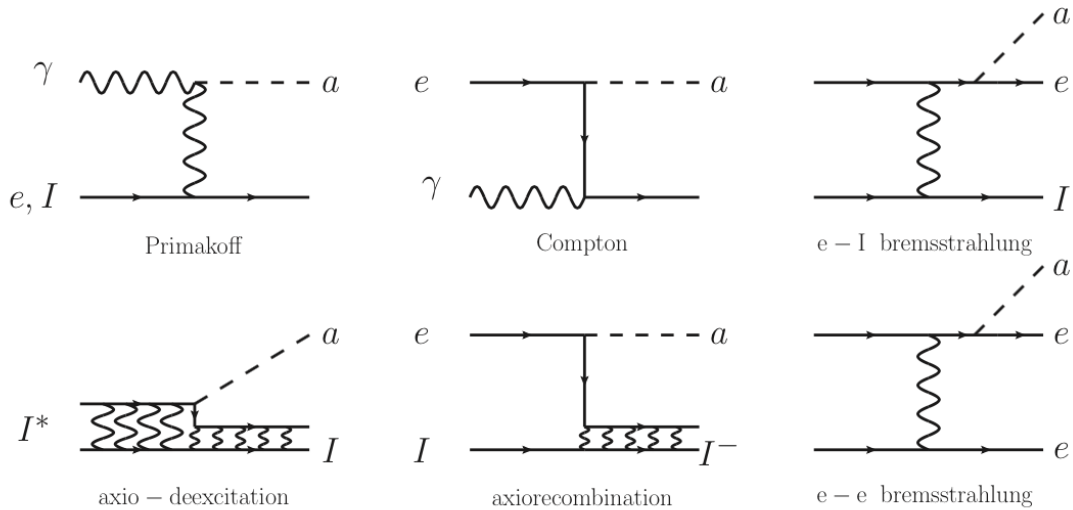 γ
a
e, I
Primakoff
e
a
γ
Compton
a
e
I
e − I bremsstrahlung
I*
a
I
axio − deexcitation
e
a
I
I⁻
axiorecombination
a
e
e
e − e bremsstrahlung